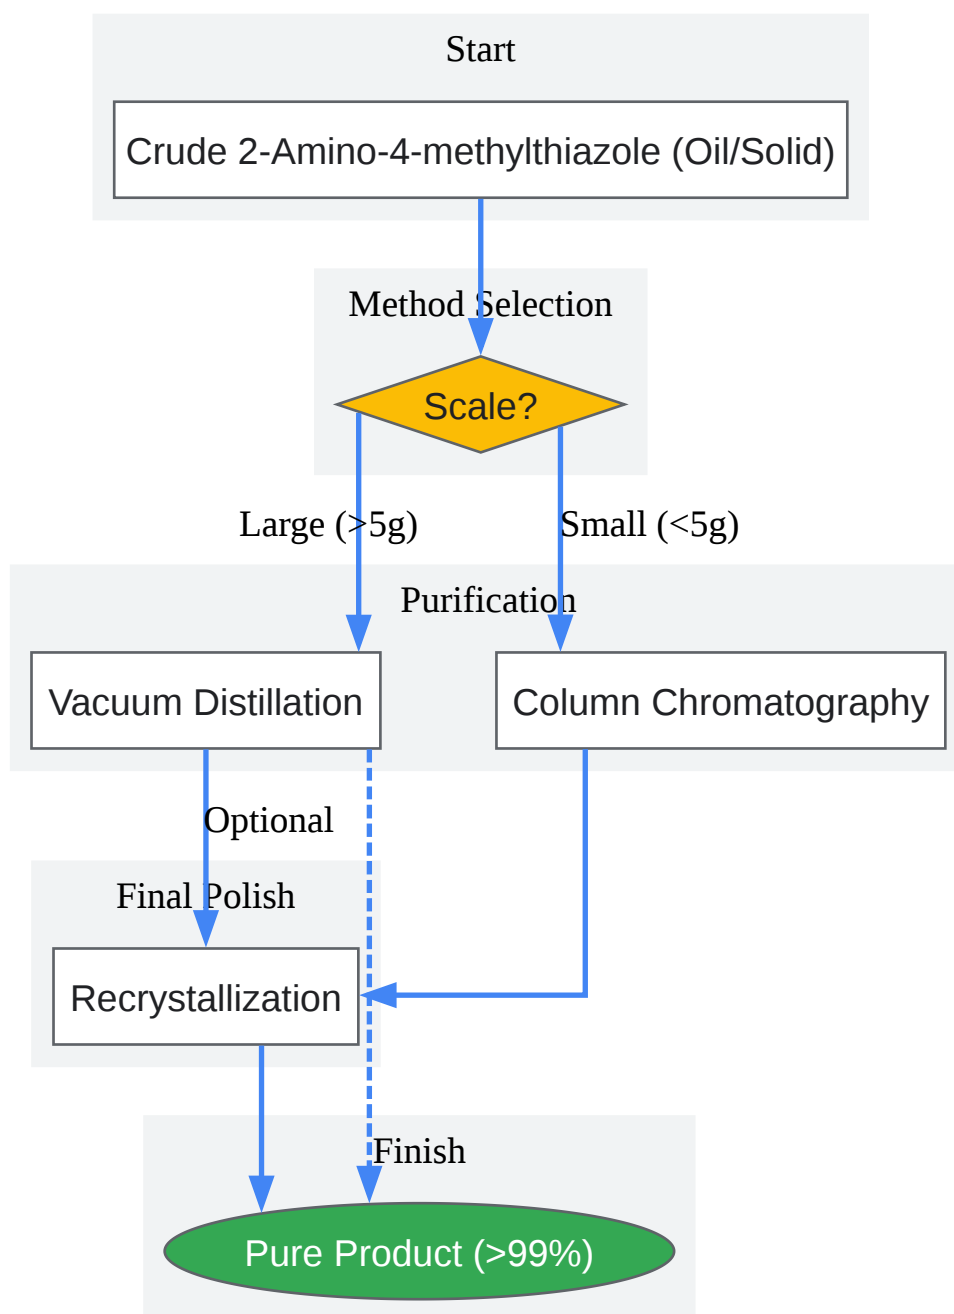 Start
Crude 2-Amino-4-methylthiazole (Oil/Solid)
Method Selection
Scale?
Large (>5g)
Small (<5g)
Purification
Vacuum Distillation
Column Chromatography
Optional
Final Polish
Recrystallization
Finish
Pure Product (>99%)